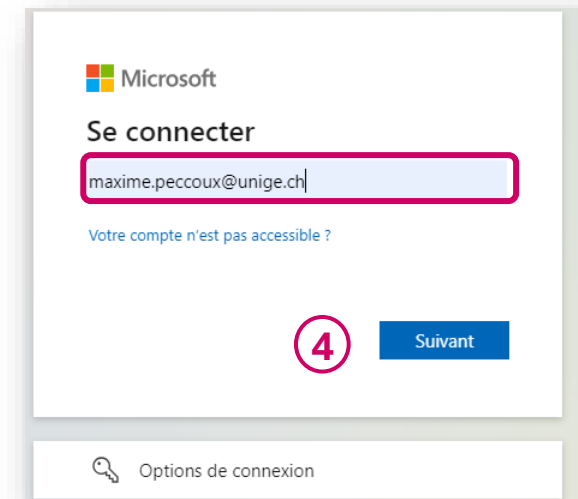 Microsoft
Se connecter
maxime.peccoux@unige.ch
Votre compte n'est pas accessible ?
4
Suivant
Options de connexion